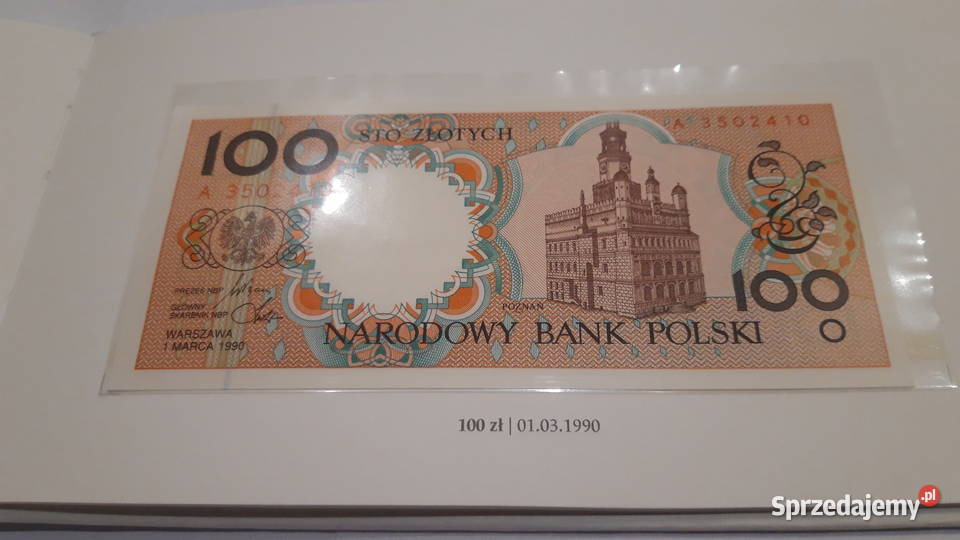 100
STO ZŁOTYCH
A 3502410
A 3502410
PREZES NBP
GŁÓWNY
SKARBNIK NBP
WARSZAWA
1 MARCA 1990
POZNAŃ
100
NARODOWY BANK POLSKI
100 zł | 01.03.1990
Sprzedajemy.pl